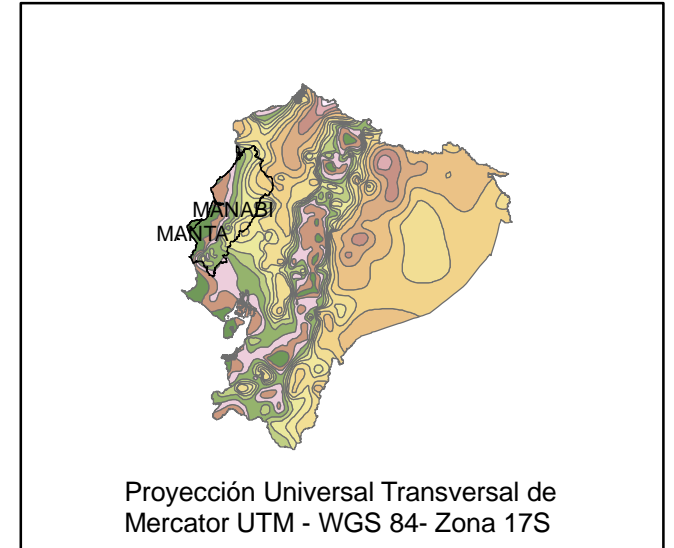 MANABI
MANTA
Proyección Universal Transversal de
Mercator UTM - WGS 84- Zona 17S